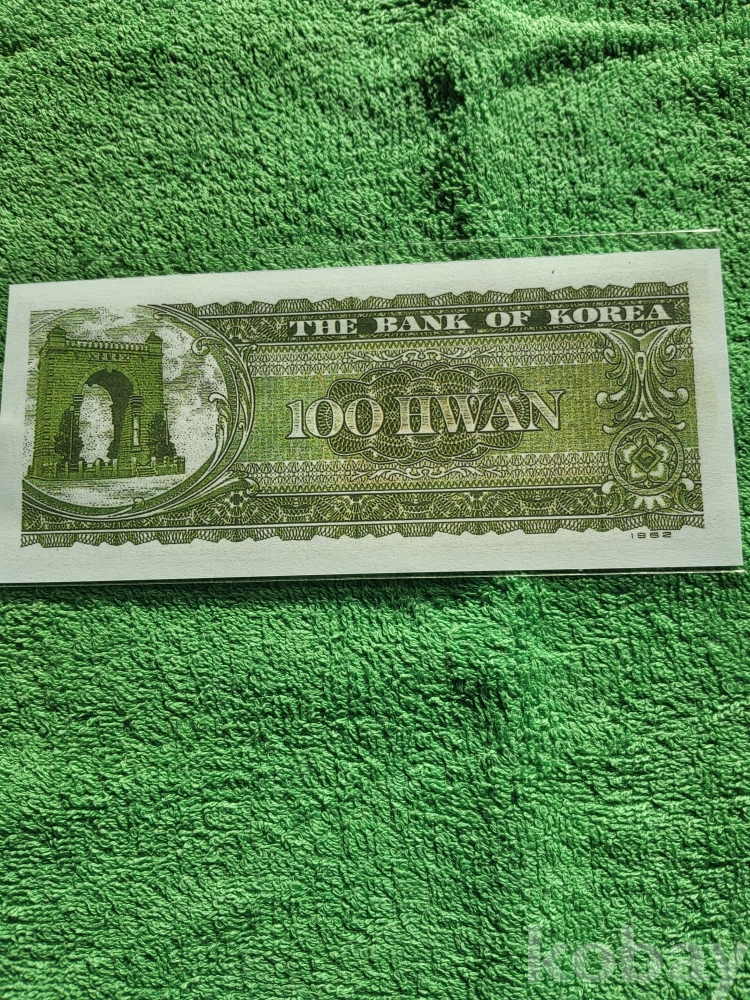 THE BANK OF KOREA
100 HWAN
1962
kobay